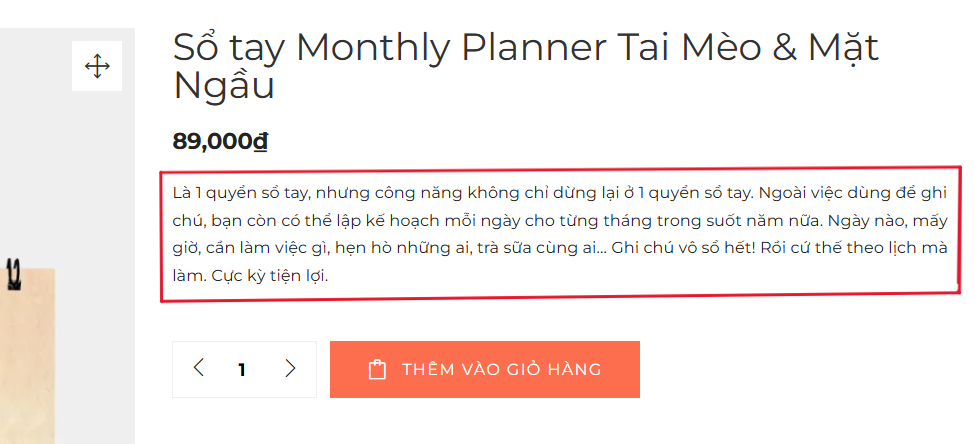 Sổ tay Monthly Planner Tai Mèo & Mặt
Ngầu
89,000₫
Là 1 quyển sổ tay, nhưng công năng không chỉ dừng lại ở 1 quyển sổ tay. Ngoài việc dùng để ghi
chú, bạn còn có thể lập kế hoạch mỗi ngày cho từng tháng trong suốt năm nữa. Ngày nào, mấy
giờ, cần làm việc gì, hẹn hò những ai, trà sữa cùng ai... Ghi chú vô sổ hết! Rồi cứ thế theo lịch mà
làm. Cực kỳ tiện lợi.
12
1
THÊM VÀO GIỎ HÀNG